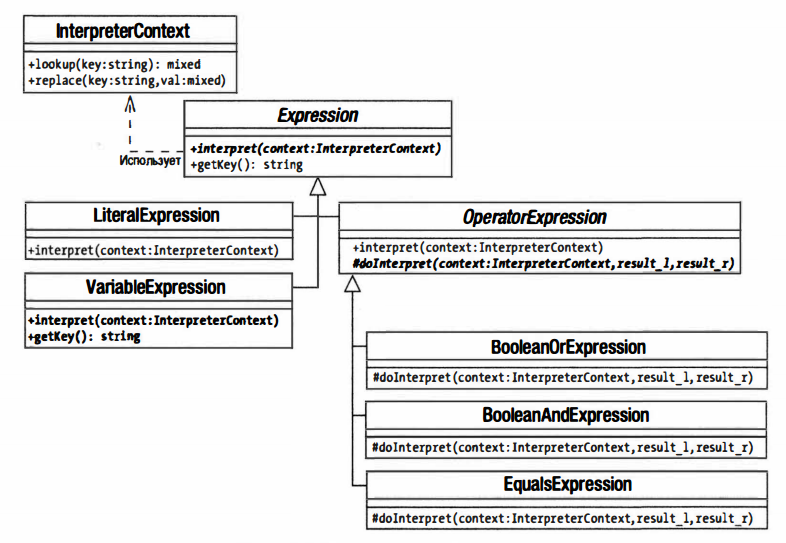 InterpreterContext
+lookup(key:string): mixed
+replace(key:string,val:mixed)
Expression
+interpret(context:InterpreterContext)
+getKey(): string
Использует
LiteralExpression
+interpret(context:InterpreterContext)
OperatorExpression
+interpret(context:InterpreterContext)
#doInterpret(context:InterpreterContext,result_l,result_r)
VariableExpression
+interpret(context:InterpreterContext)
+getKey(): string
BooleanOrExpression
#doInterpret(context:InterpreterContext,result_l,result_r)
BooleanAndExpression
#doInterpret(context:InterpreterContext,result_l,result_r)
EqualsExpression
#doInterpret(context:InterpreterContext,result_l,result_r)